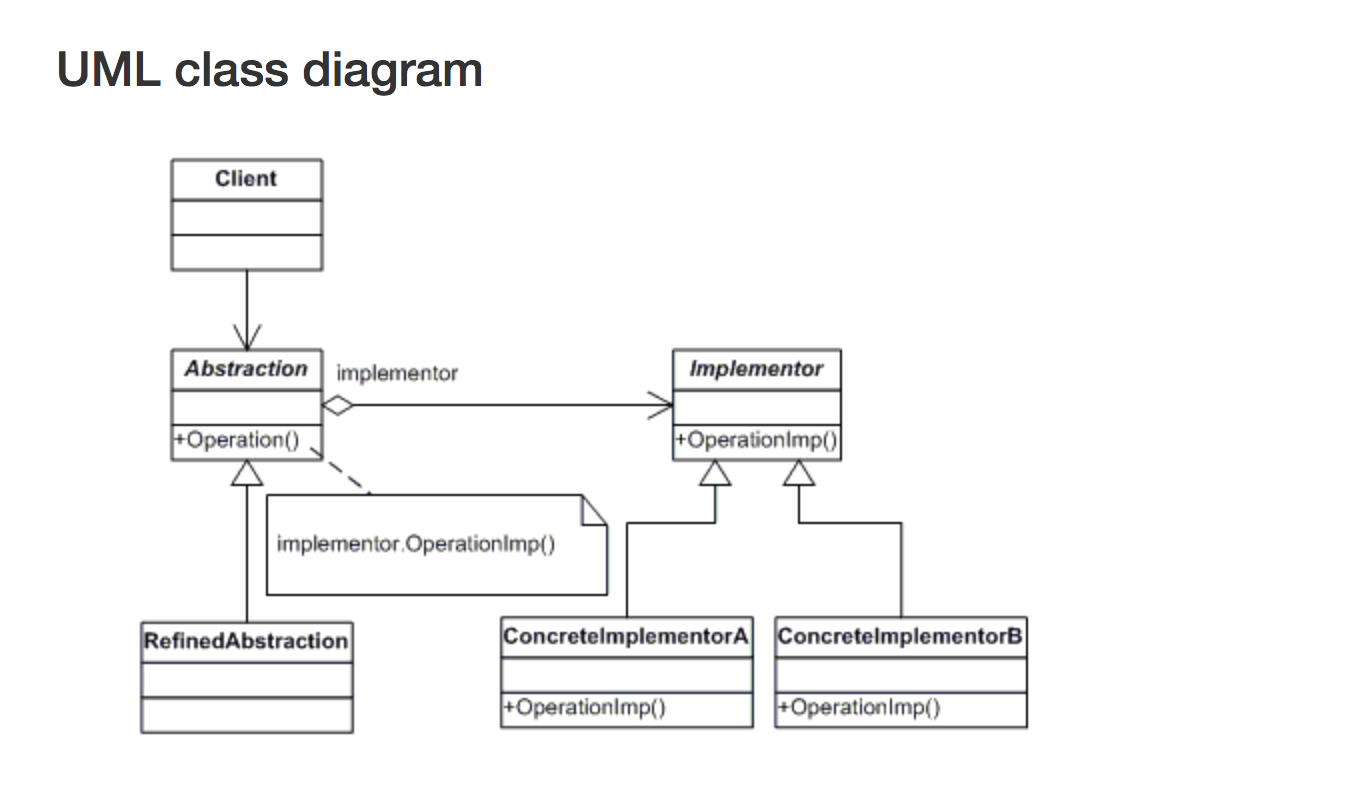 UML class diagram
Client
Abstraction
implementor
Implementor
+Operation()
+OperationImp()
implementor.OperationImp()
RefinedAbstraction
ConcreteImplementorA
ConcreteImplementorB
+OperationImp()
+OperationImp()